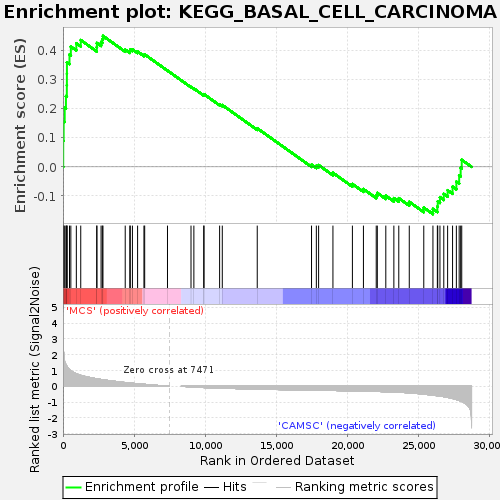 Enrichment plot: KEGG_BASAL_CELL_CARCINOMA
Enrichment score (ES)
0.4
0.3
0.2
0.1
0.0
-0.1
Ranked list metric (Signal2Noise)
'MCS' (positively correlated)
5
4
3
2
1
0
-1
-2
-3
Zero cross at 7471
'CAMSC' (negatively correlated)
0 5,000 10,000 15,000 20,000 25,000 30,000
Rank in Ordered Dataset
Enrichment profile Hits Ranking metric scores